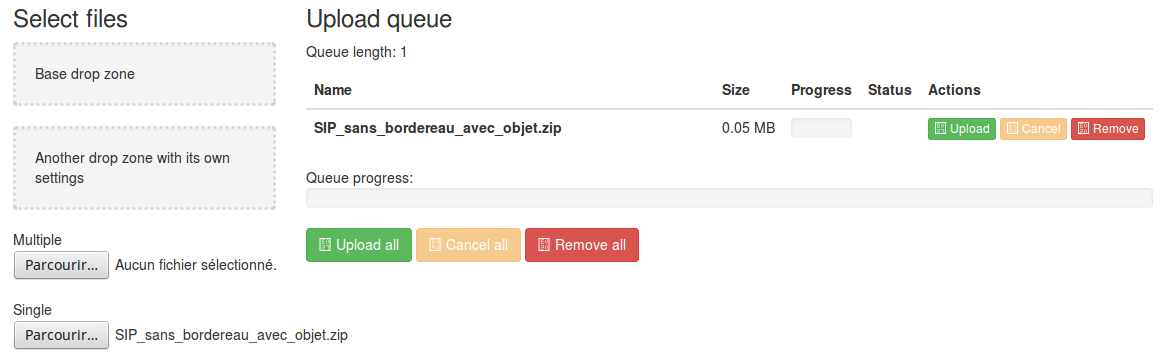 Select files
Base drop zone
Another drop zone with its own
settings
Multiple
Parcourir... Aucun fichier sélectionné.
Single
Parcourir... SIP_sans_bordereau_avec_objet.zip
Upload queue
Queue length: 1
Name Size Progress Status Actions
SIP_sans_bordereau_avec_objet.zip 0.05 MB Upload Cancel Remove
Queue progress:
Upload all Cancel all Remove all